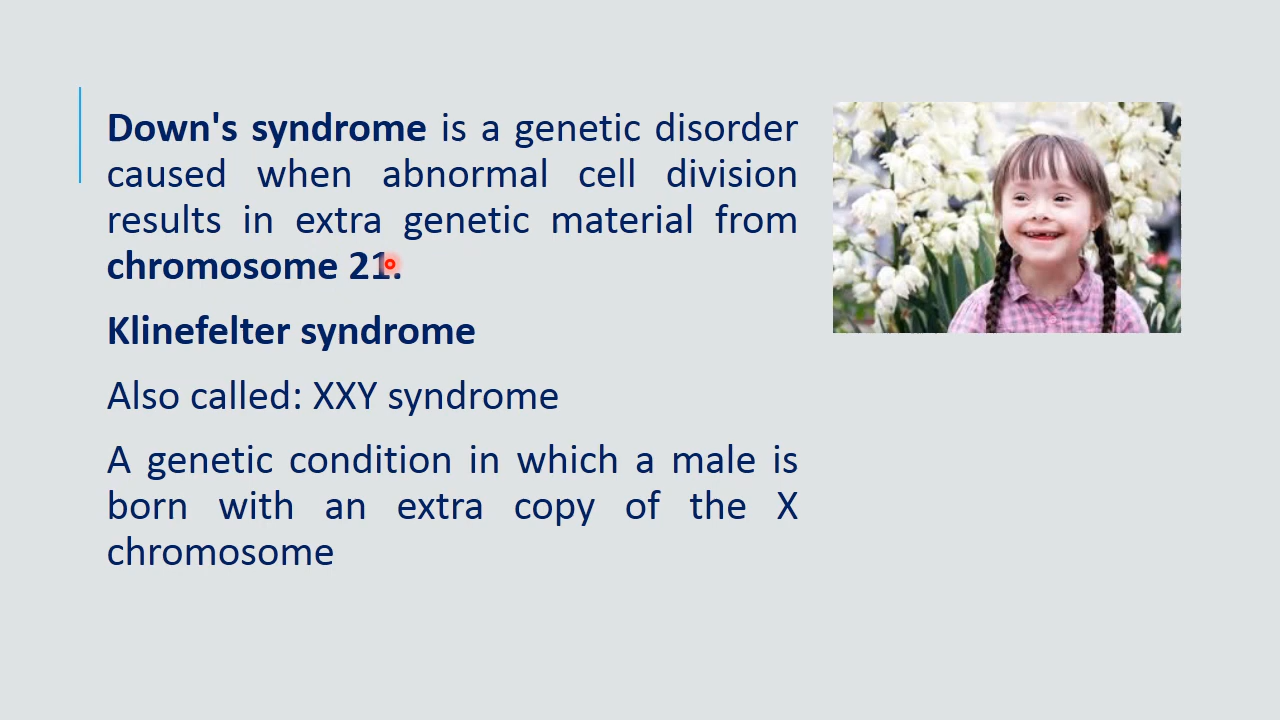 Down's syndrome is a genetic disorder
caused when abnormal cell division
results in extra genetic material from
chromosome 21.
Klinefelter syndrome
Also called: XXY syndrome
A genetic condition in which a male is
born with an extra copy of the X
chromosome